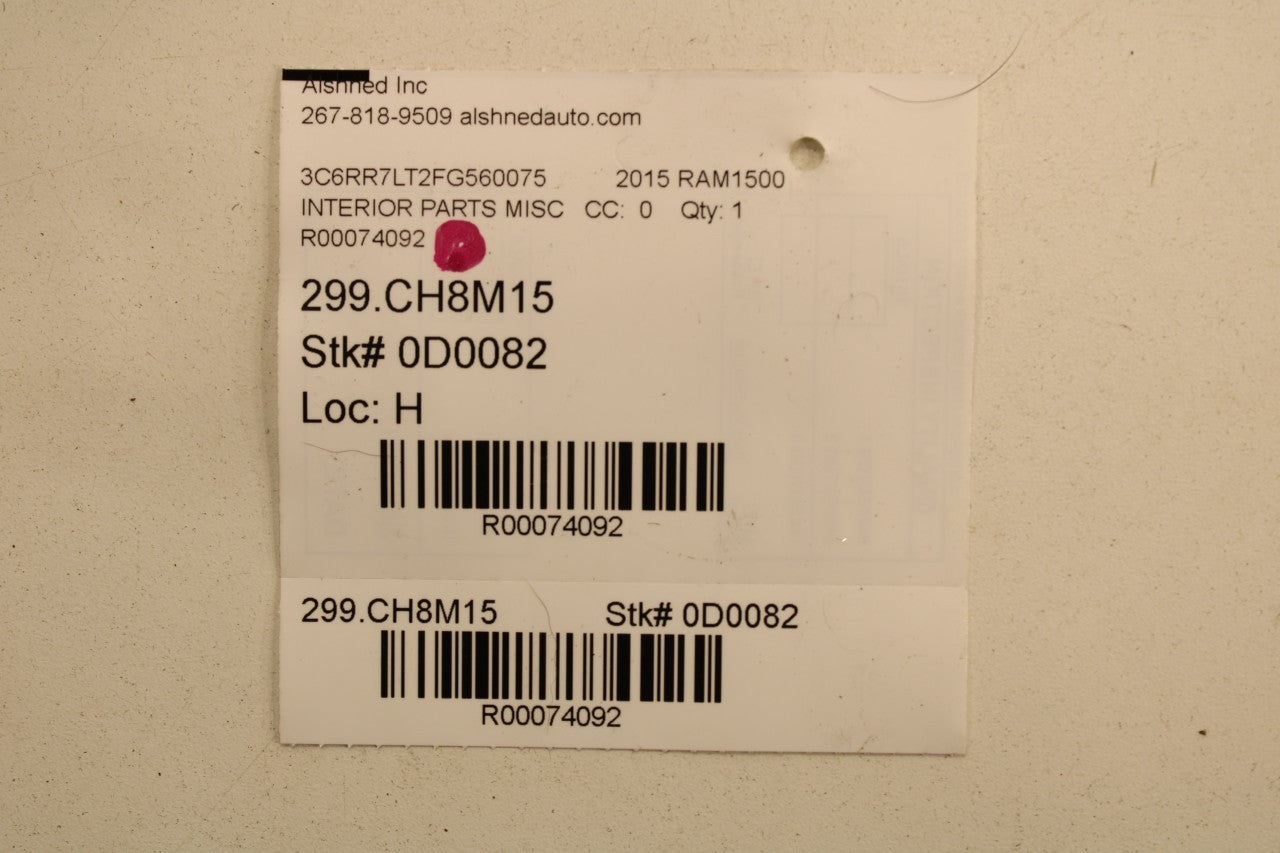 Alshned Inc
267-818-9509 alshnedauto.com
3C6RR7LT2FG560075 2015 RAM1500
INTERIOR PARTS MISC CC: 0 Qty: 1
R00074092
299.CH8M15
Stk# 0D0082
Loc: H
R00074092
299.CH8M15 Stk# 0D0082
R00074092